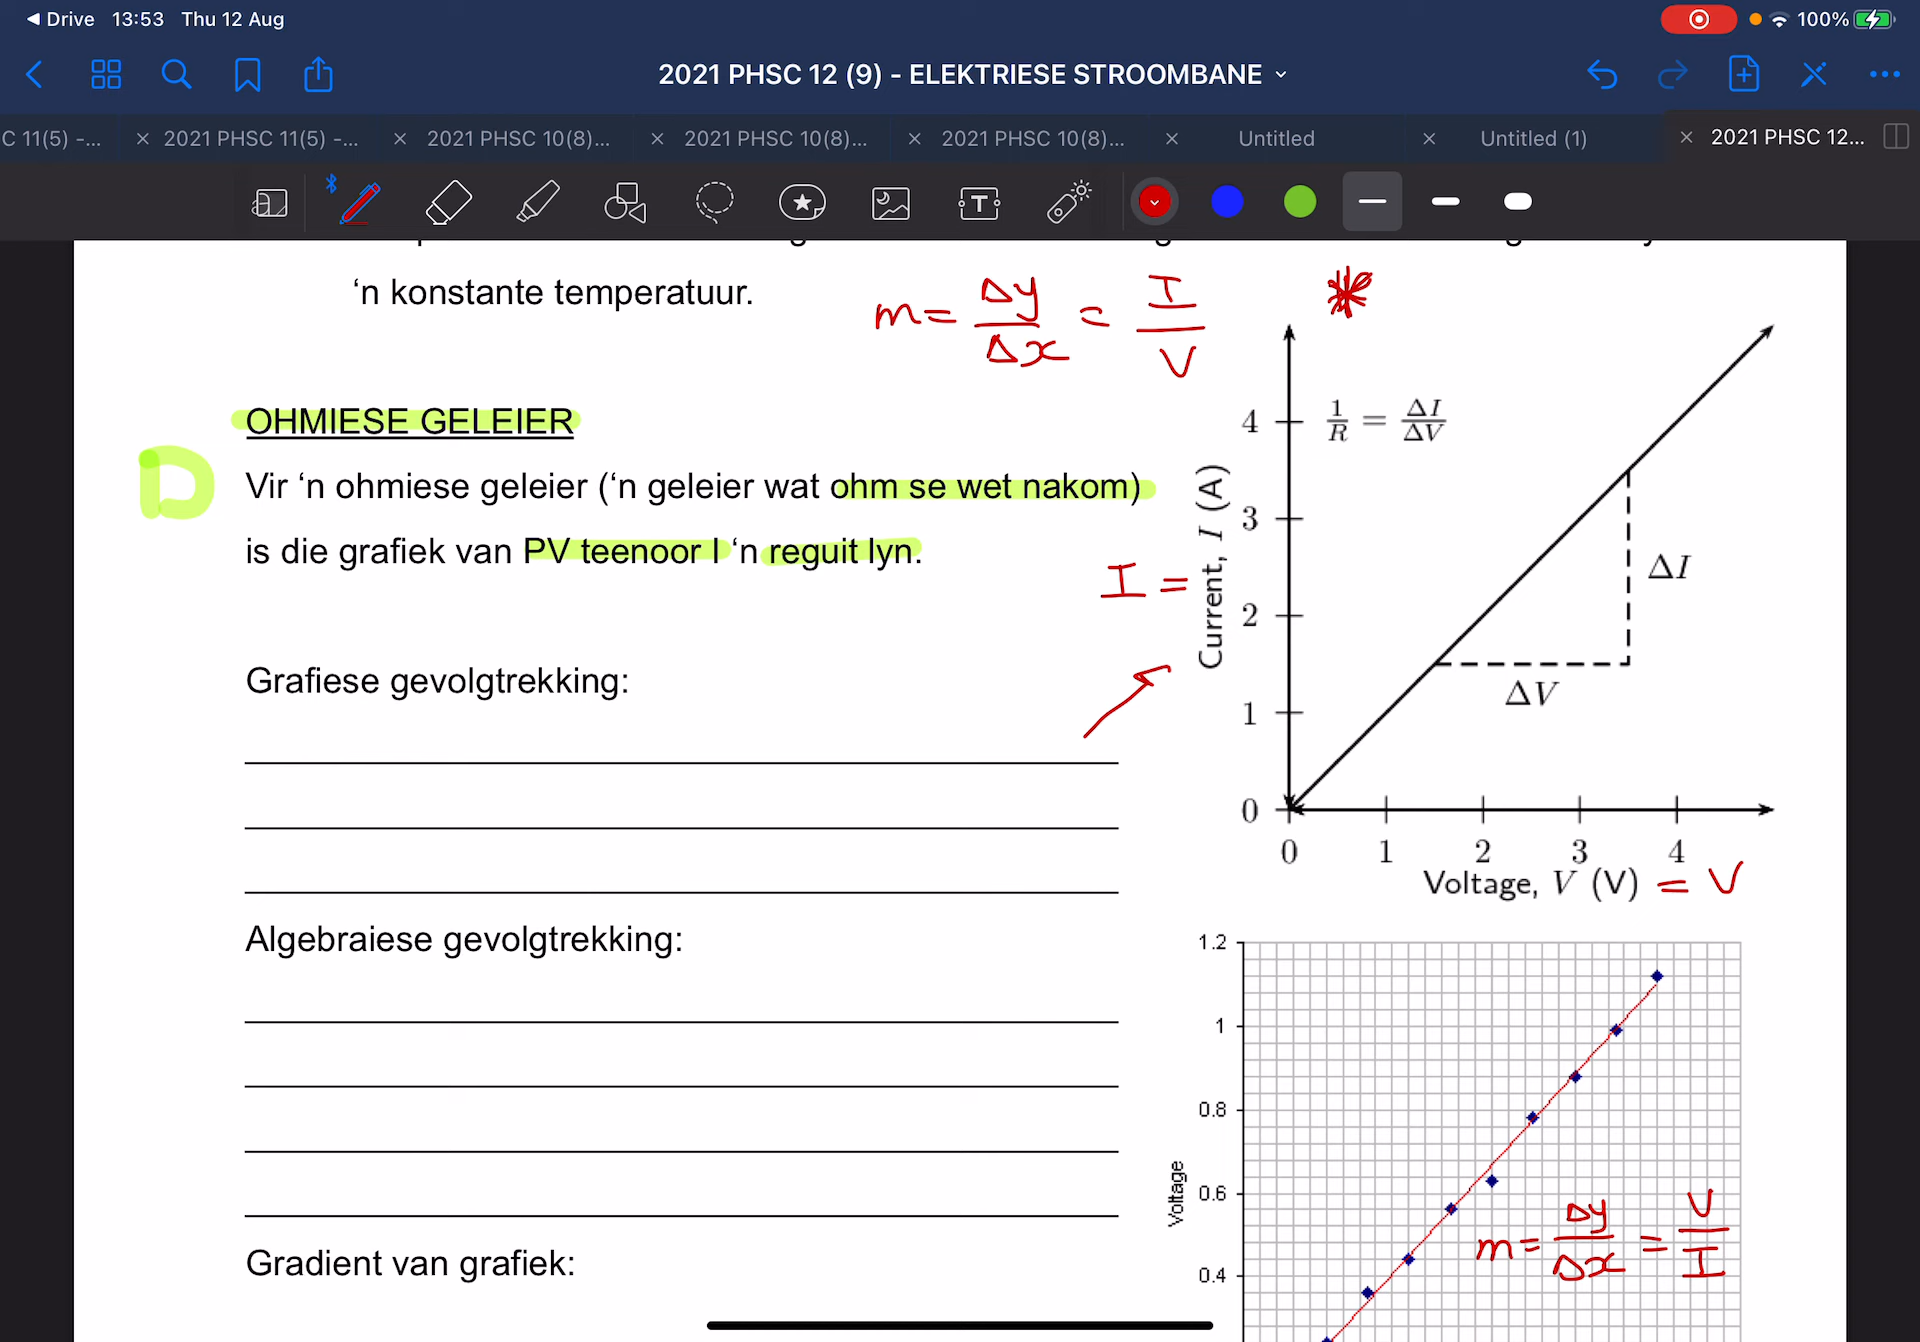 Drive 13:53 Thu 12 Aug 100%
2021 PHSC 12 (9) - ELEKTRIESE STROOMBANE
C 11(5) -... × 2021 PHSC 11(5) -... × 2021 PHSC 10(8)... × 2021 PHSC 10(8)... × 2021 PHSC 10(8)... × Untitled × Untitled (1) × 2021 PHSC 12...
'n konstante temperatuur.
m = Δy/Δx = I/V
OHMIESE GELEIER
D
Vir 'n ohmiese geleier ('n geleier wat ohm se wet nakom)
is die grafiek van PV teenoor I 'n reguit lyn.
I =
Grafiese gevolgtrekking:
Algebraiese gevolgtrekking:
Gradient van grafiek:
1/R = ΔI/ΔV
Current, I (A)
4
3
2
1
0
ΔI
ΔV
0 1 2 3 4
Voltage, V (V) = V
1.2
1
0.8
0.6
0.4
Voltage
m = Δy/Δx = V/I